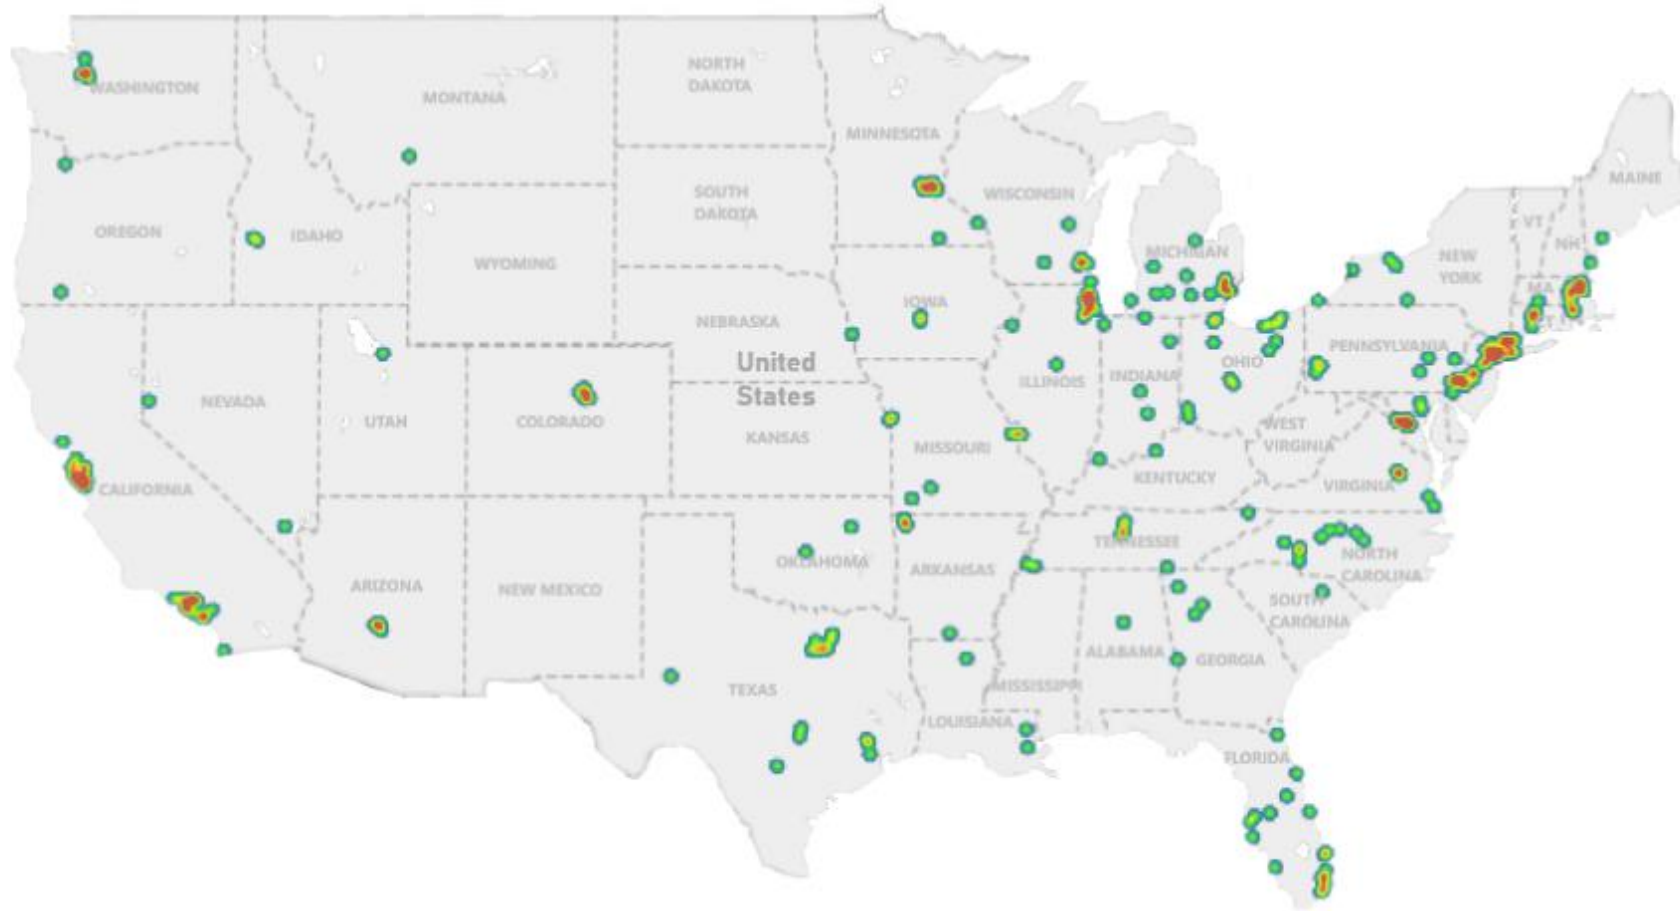 NORTH
DAKOTA
WASHINGTON
MONTANA
MINNESOTA
MAINE
SOUTH
DAKOTA
WISCONSIN
VT
OREGON
IDAHO
NH
MICHIGAN
NEW
YORK
WYOMING
MA
IOWA
NEBRASKA
PENNSYLVANIA
United
States
OHIO
ILLINOIS
INDIANA
NEVADA
UTAH
COLORADO
KANSAS
WEST
VIRGINIA
MISSOURI
CALIFORNIA
KENTUCKY
VIRGINIA
TENNESSEE
NORTH
CAROLINA
OKLAHOMA
ARKANSAS
ARIZONA
NEW MEXICO
SOUTH
CAROLINA
ALABAMA
GEORGIA
MISSISSIPPI
TEXAS
LOUISIANA
FLORIDA